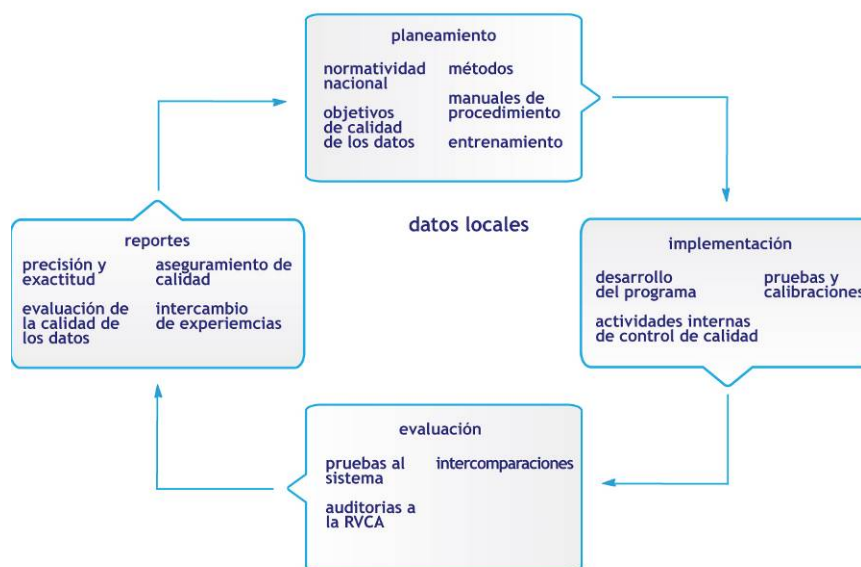 planeamiento
normatividad
nacional
objetivos
de calidad
de los datos
métodos
manuales de
procedimiento
entrenamiento
datos locales
reportes
precisión y
exactitud
evaluación de
la calidad de
los datos
aseguramiento de
calidad
intercambio
de experiemcias
implementación
desarrollo
del programa
actividades internas
de control de calidad
pruebas y
calibraciones
evaluación
pruebas al
sistema
auditorias a
la RVCA
intercomparaciones